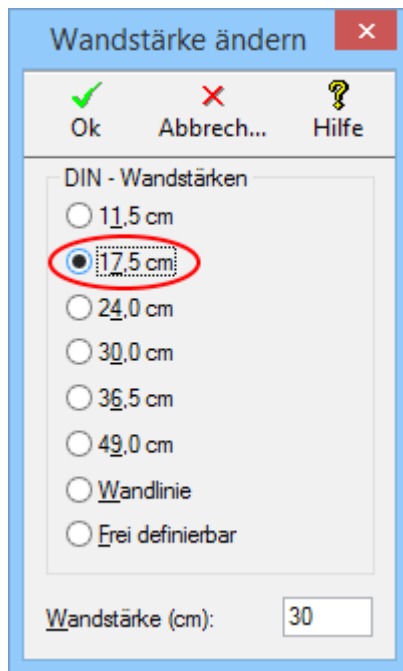 Wandstärke ändern
Ok Abbrech... Hilfe
DIN - Wandstärken
11,5 cm
17,5 cm
24,0 cm
30,0 cm
36,5 cm
49,0 cm
Wandlinie
Frei definierbar
Wandstärke (cm): 30